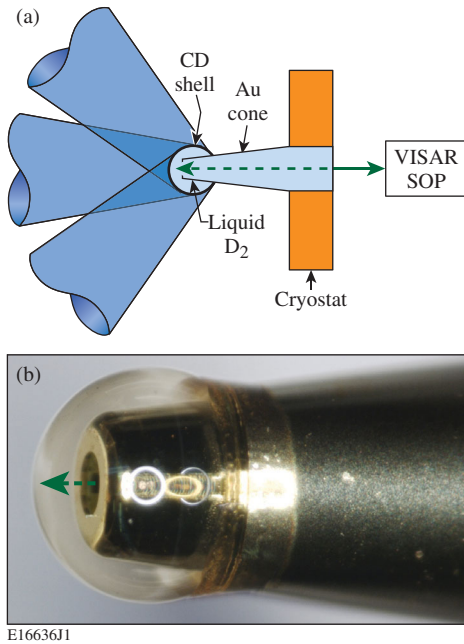 (a)
CD
shell
Au
cone
VISAR
SOP
Liquid
D2
Cryostat
(b)
E16636J1